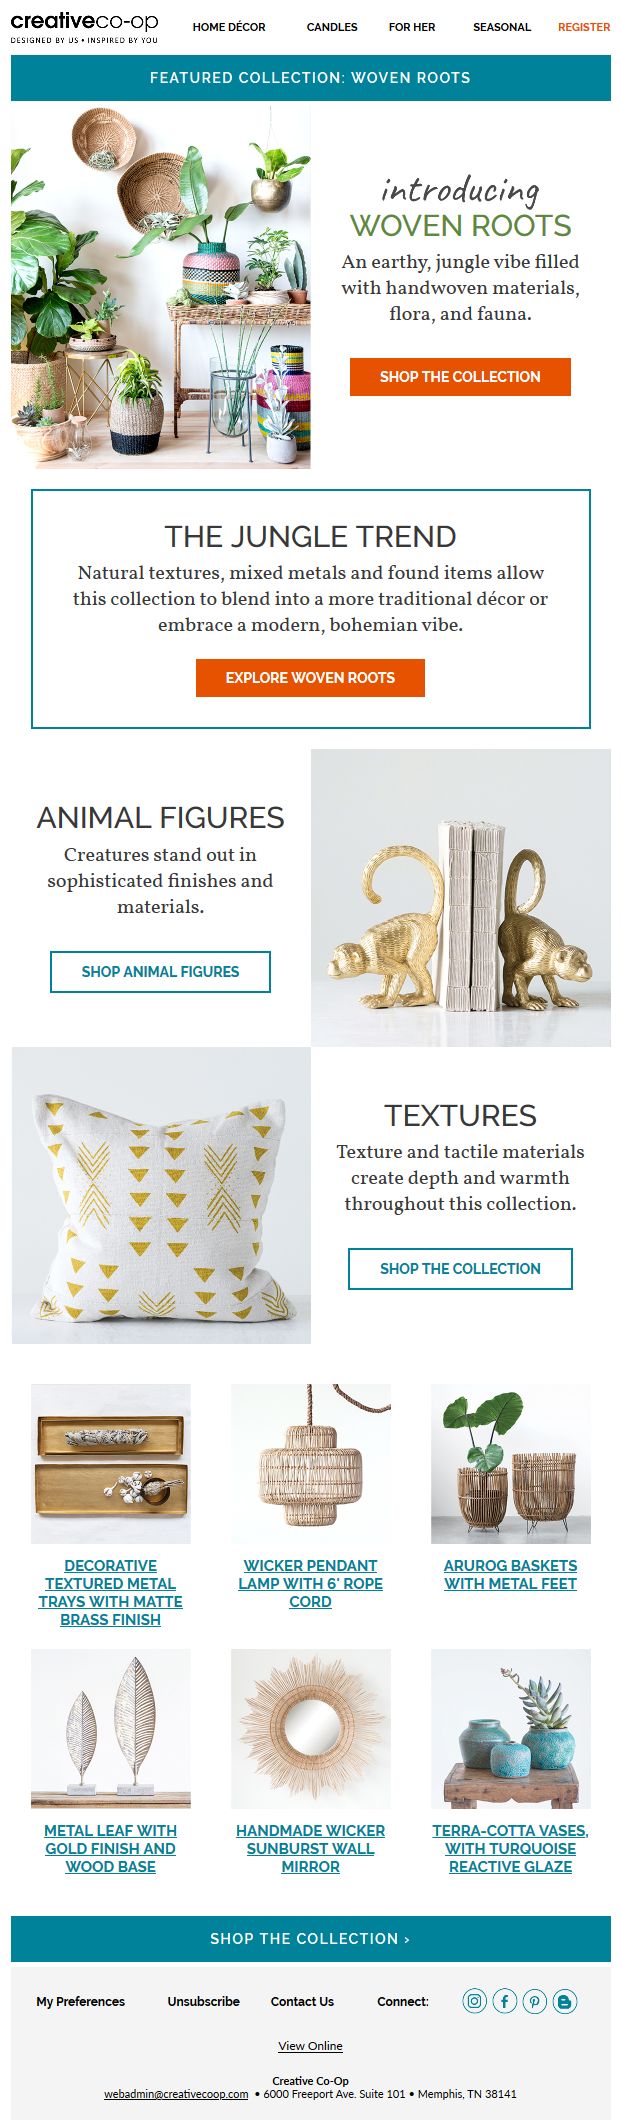 creativeco-op
DESIGNED BY US • INSPIRED BY YOU
HOME DÉCOR
CANDLES
FOR HER
SEASONAL
REGISTER
FEATURED COLLECTION: WOVEN ROOTS
introducing
WOVEN ROOTS
An earthy, jungle vibe filled
with handwoven materials,
flora, and fauna.
SHOP THE COLLECTION
THE JUNGLE TREND
Natural textures, mixed metals and found items allow
this collection to blend into a more traditional décor or
embrace a modern, bohemian vibe.
EXPLORE WOVEN ROOTS
ANIMAL FIGURES
Creatures stand out in
sophisticated finishes and
materials.
SHOP ANIMAL FIGURES
TEXTURES
Texture and tactile materials
create depth and warmth
throughout this collection.
SHOP THE COLLECTION
DECORATIVE
TEXTURED METAL
TRAYS WITH MATTE
BRASS FINISH
WICKER PENDANT
LAMP WITH 6' ROPE
CORD
ARUROG BASKETS
WITH METAL FEET
METAL LEAF WITH
GOLD FINISH AND
WOOD BASE
HANDMADE WICKER
SUNBURST WALL
MIRROR
TERRA-COTTA VASES,
WITH TURQUOISE
REACTIVE GLAZE
SHOP THE COLLECTION ›
My Preferences
Unsubscribe
Contact Us
Connect:
View Online
Creative Co-Op
webadmin@creativecoop.com • 6000 Freeport Ave. Suite 101 • Memphis, TN 38141